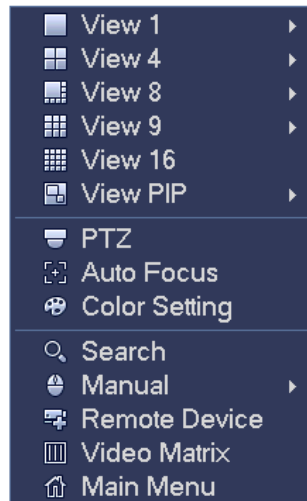 View 1
View 4
View 8
View 9
View 16
View PIP
PTZ
Auto Focus
Color Setting
Search
Manual
Remote Device
Video Matrix
Main Menu